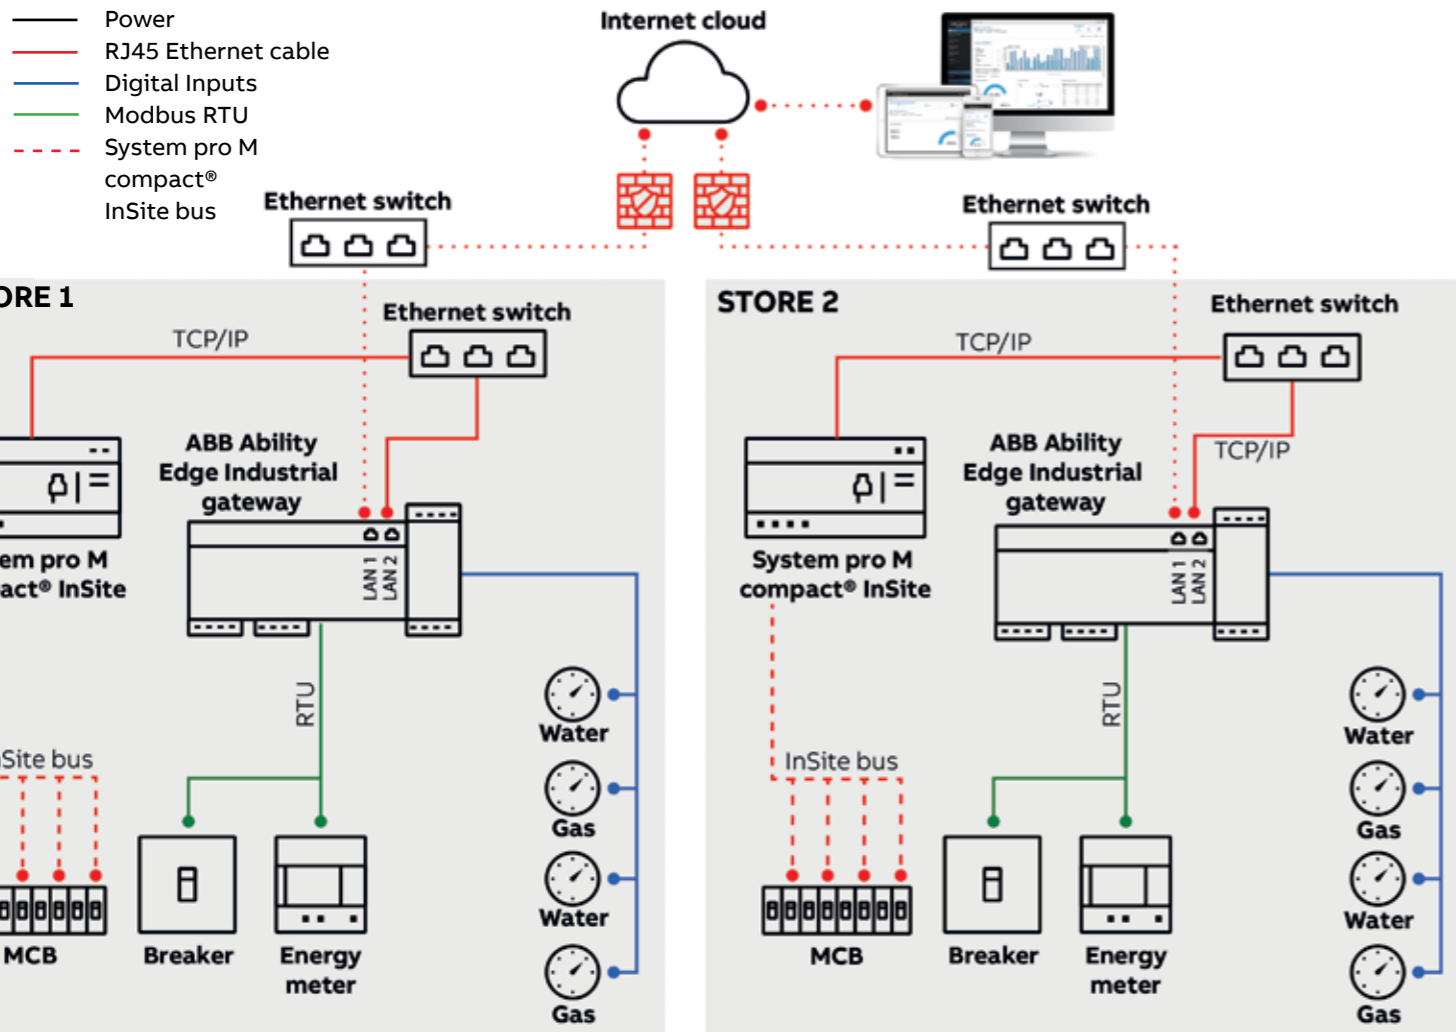 Power
RJ45 Ethernet cable
Digital Inputs
Modbus RTU
System pro M
compact®
InSite bus
Internet cloud
Ethernet switch
Ethernet switch
ORE 1
Ethernet switch
TCP/IP
ABB Ability
Edge Industrial
gateway
LAN 1
LAN 2
em pro M
act® InSite
RTU
Site bus
MCB
Breaker
Energy
meter
Water
Gas
Water
Gas
STORE 2
Ethernet switch
TCP/IP
TCP/IP
ABB Ability
Edge Industrial
gateway
LAN 1
LAN 2
System pro M
compact® InSite
RTU
InSite bus
MCB
Breaker
Energy
meter
Water
Gas
Water
Gas